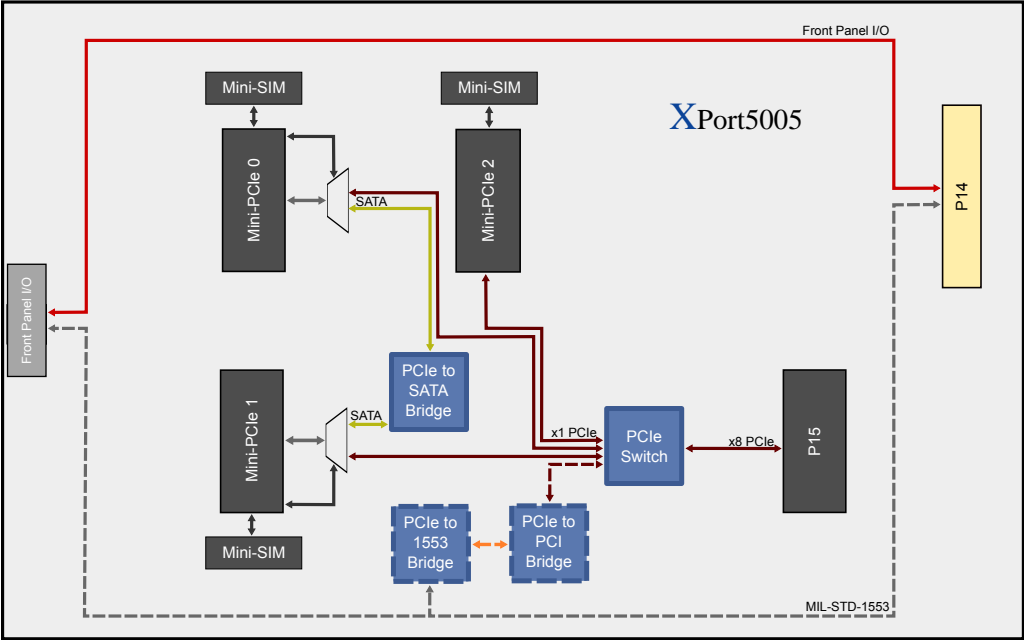 Front Panel I/O
Mini-SIM
Mini-SIM
XPort5005
Mini-PCIe 0
Mini-PCIe 2
P14
SATA
Front Panel I/O
PCIe to
SATA
Bridge
Mini-PCIe 1
SATA
x1 PCIe
PCIe
Switch
x8 PCIe
P15
PCIe to
1553
Bridge
PCIe to
PCI
Bridge
Mini-SIM
MIL-STD-1553